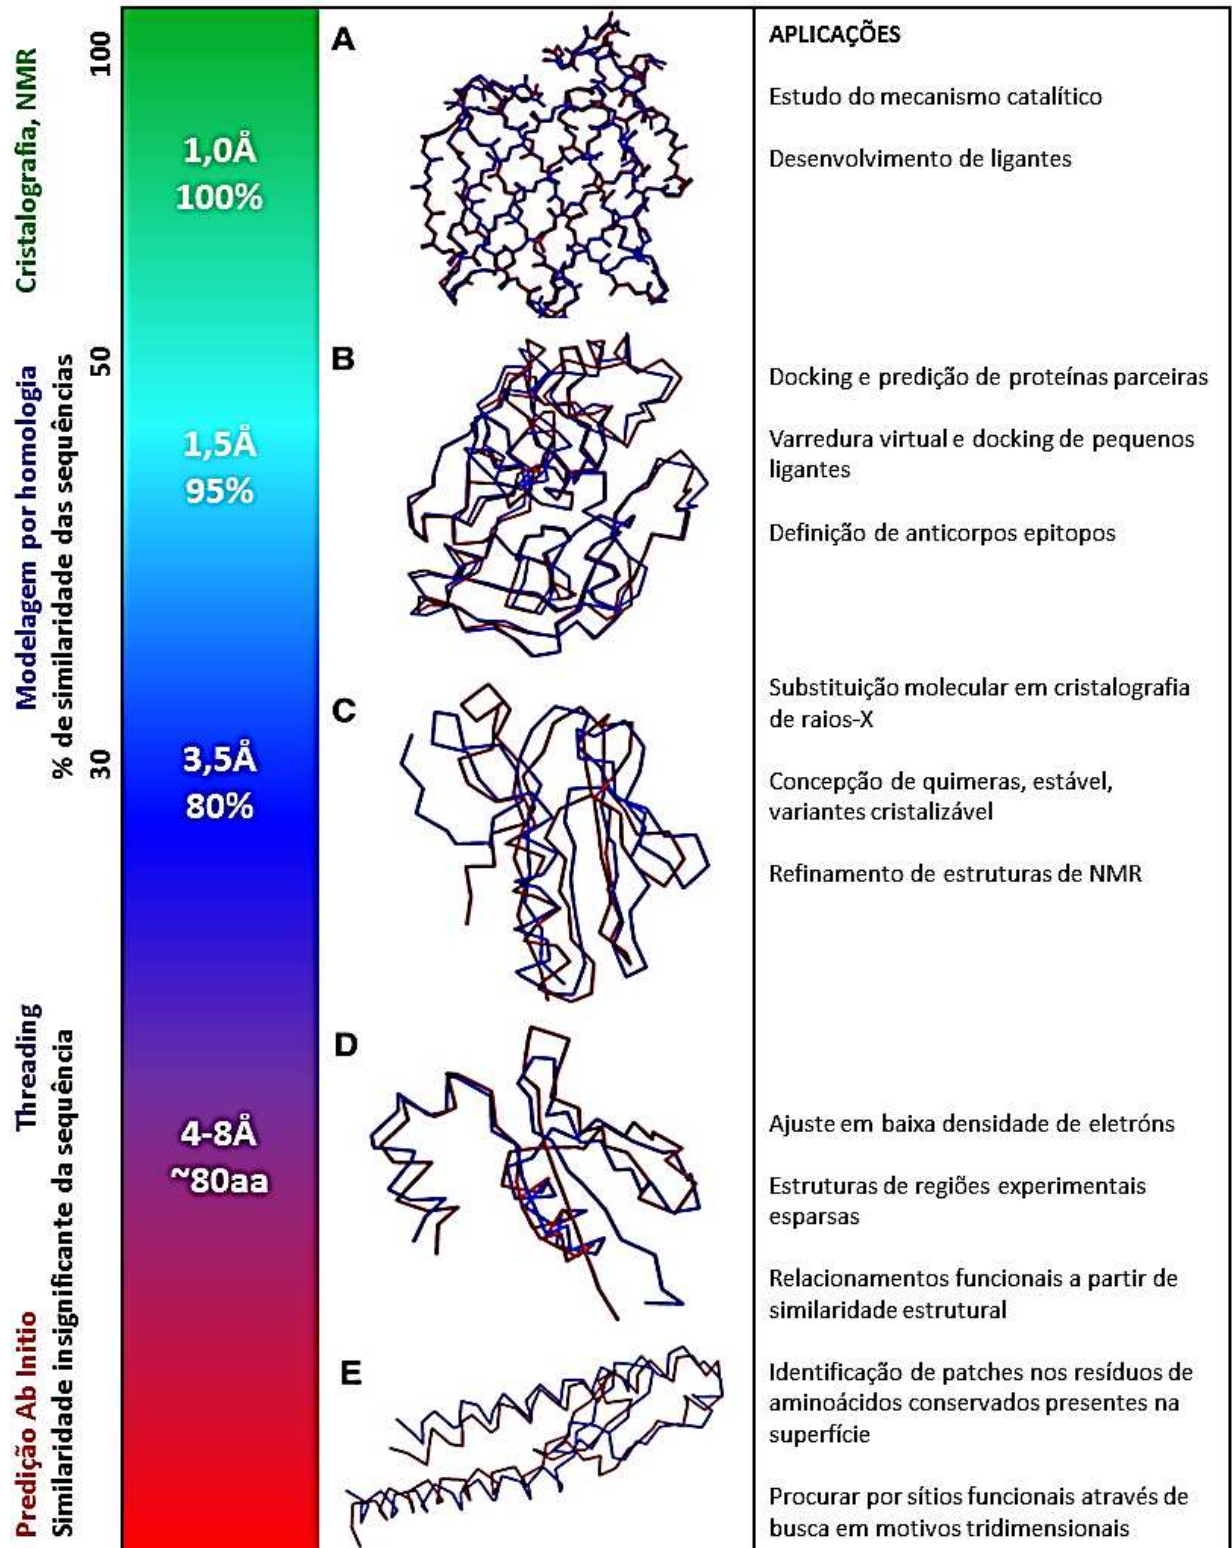 Cristalografia, NMR
Modelagem por homologia
% de similaridade das sequências
Threading
Predição Ab Initio
Similaridade insignificante da sequência
100
50
30
1,0Å
100%
1,5Å
95%
3,5Å
80%
4-8Å
~80aa
A
B
C
D
E
APLICAÇÕES
Estudo do mecanismo catalítico
Desenvolvimento de ligantes
Docking e predição de proteínas parceiras
Varredura virtual e docking de pequenos
ligantes
Definição de anticorpos epitopos
Substituição molecular em cristalografia
de raios-X
Concepção de quimeras, estável,
variantes cristalizável
Refinamento de estruturas de NMR
Ajuste em baixa densidade de eletróns
Estruturas de regiões experimentais
esparsas
Relacionamentos funcionais a partir de
similaridade estrutural
Identificação de patches nos resíduos de
aminoácidos conservados presentes na
superfície
Procurar por sítios funcionais através de
busca em motivos tridimensionais